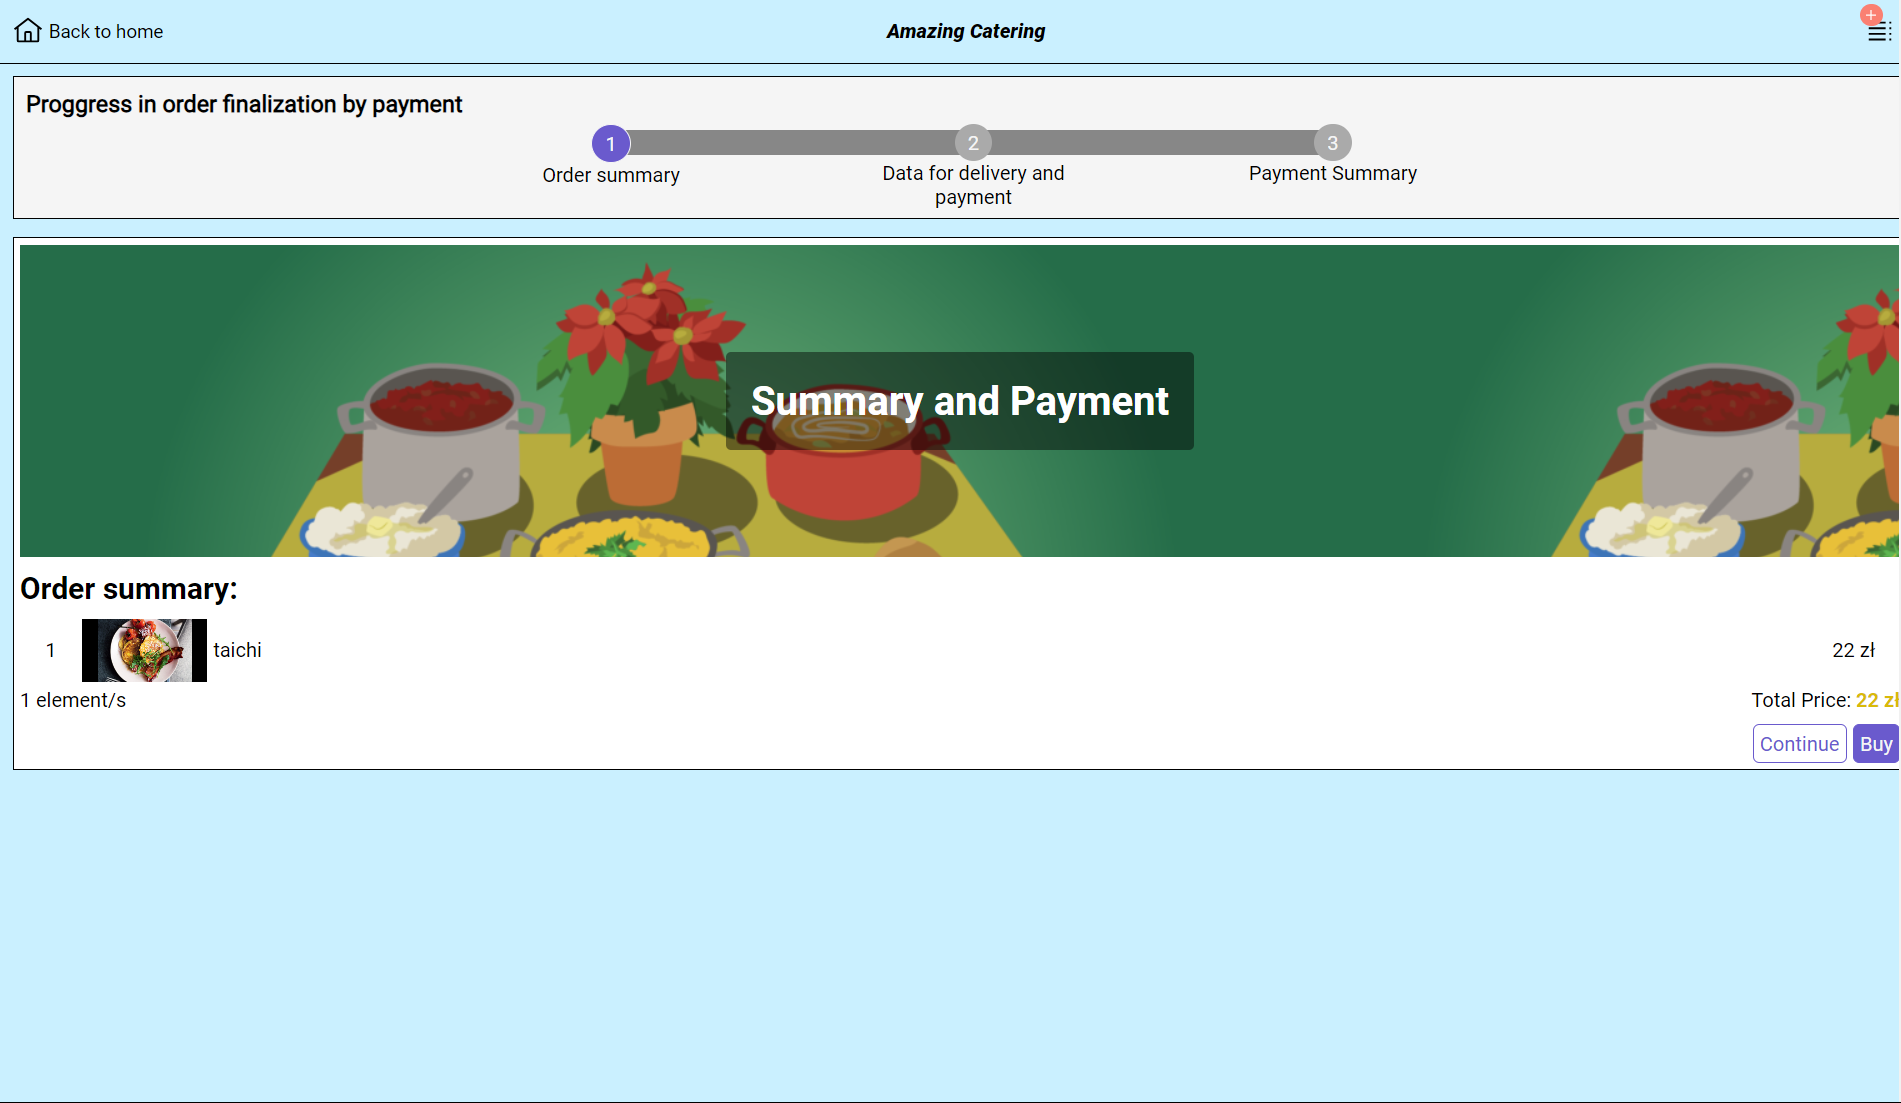 Back to home
Amazing Catering
+
Proggress in order finalization by payment
1
2
3
Order summary
Data for delivery and
payment
Payment Summary
Summary and Payment
Order summary:
1
taichi
22 zł
1 element/s
Total Price: 22 zł
Continue
Buy